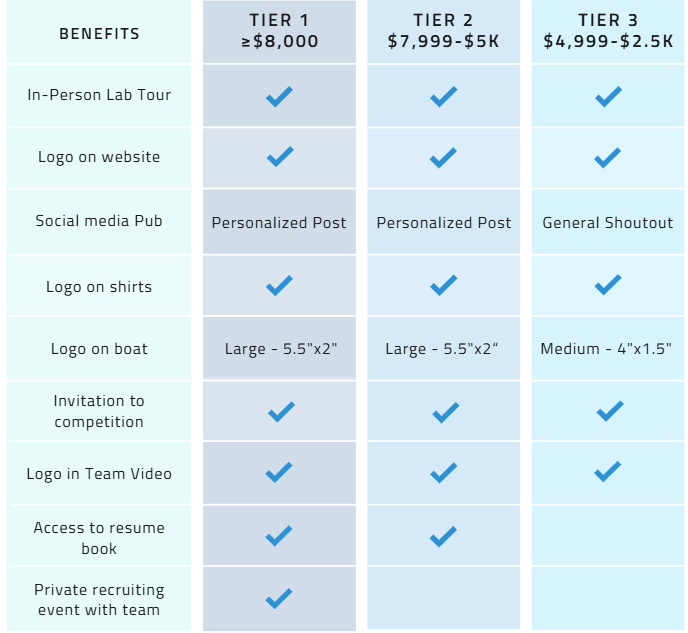 BENEFITS
TIER 1
≥$8,000
TIER 2
$7,999-$5K
TIER 3
$4,999-$2.5K
In-Person Lab Tour
Logo on website
Social media Pub
Personalized Post
Personalized Post
General Shoutout
Logo on shirts
Logo on boat
Large - 5.5"x2"
Large - 5.5"x2“
Medium - 4"x1.5"
Invitation to
competition
Logo in Team Video
Access to resume
book
Private recruiting
event with team